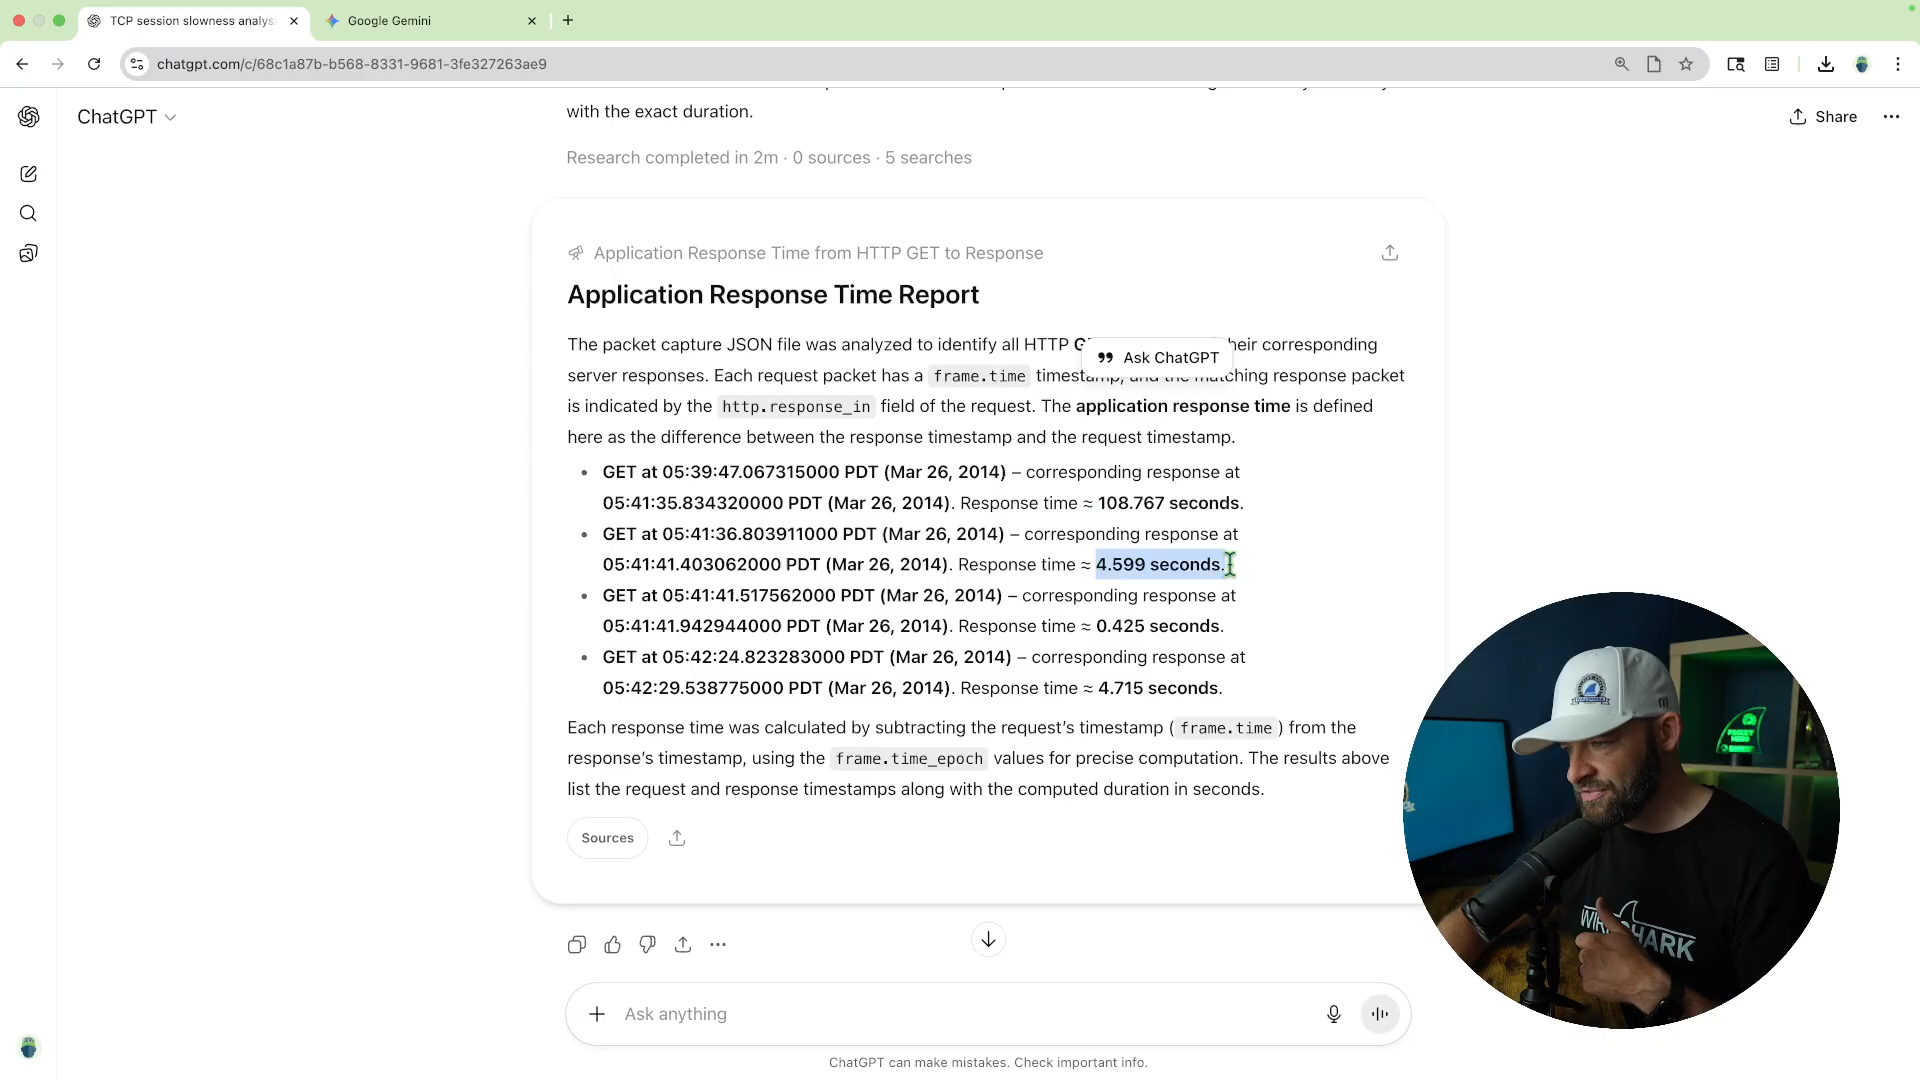 TCP session slowness analysi
Google Gemini
chatgpt.com/c/68c1a87b-b568-8331-9681-3fe327263ae9
ChatGPT
Share
with the exact duration.
Research completed in 2m · 0 sources · 5 searches
Application Response Time from HTTP GET to Response
Application Response Time Report
The packet capture JSON file was analyzed to identify all HTTP heir corresponding
Ask ChatGPT
server responses. Each request packet has a frame.time timestamp, and the matching response packet
is indicated by the http.response_in field of the request. The application response time is defined
here as the difference between the response timestamp and the request timestamp.
• GET at 05:39:47.067315000 PDT (Mar 26, 2014) – corresponding response at
05:41:35.834320000 PDT (Mar 26, 2014). Response time ≈ 108.767 seconds.
• GET at 05:41:36.803911000 PDT (Mar 26, 2014) – corresponding response at
05:41:41.403062000 PDT (Mar 26, 2014). Response time ≈ 4.599 seconds.
• GET at 05:41:41.517562000 PDT (Mar 26, 2014) – corresponding response at
05:41:41.942944000 PDT (Mar 26, 2014). Response time ≈ 0.425 seconds.
• GET at 05:42:24.823283000 PDT (Mar 26, 2014) – corresponding response at
05:42:29.538775000 PDT (Mar 26, 2014). Response time ≈ 4.715 seconds.
Each response time was calculated by subtracting the request’s timestamp ( frame.time ) from the
response’s timestamp, using the frame.time_epoch values for precise computation. The results above
list the request and response timestamps along with the computed duration in seconds.
Sources
Ask anything
ChatGPT can make mistakes. Check important info.
PACKET
WIRESHARK